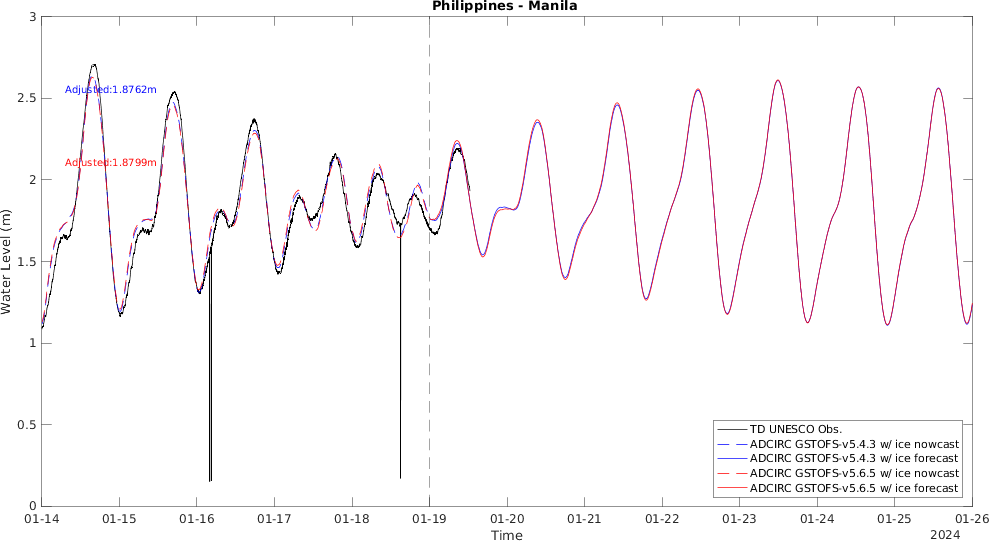 Philippines - Manila
3
2.5
2
1.5
1
0.5
0
Water Level (m)
Adjusted:1.8762m
Adjusted:1.8799m
TD UNESCO Obs.
ADCIRC GSTOFS-v5.4.3 w/ ice nowcast
ADCIRC GSTOFS-v5.4.3 w/ ice forecast
ADCIRC GSTOFS-v5.6.5 w/ ice nowcast
ADCIRC GSTOFS-v5.6.5 w/ ice forecast
01-14 01-15 01-16 01-17 01-18 01-19 01-20 01-21 01-22 01-23 01-24 01-25 01-26
Time
2024